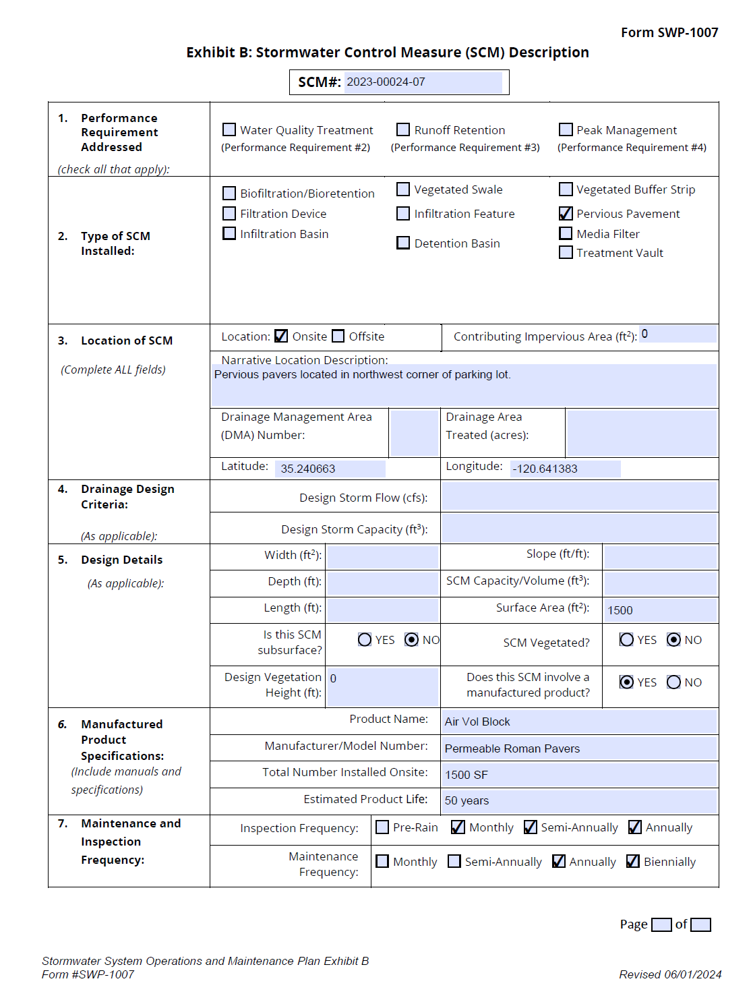 Form SWP-1007
Exhibit B: Stormwater Control Measure (SCM) Description
SCM#: 2023-00024-07
1. Performance Requirement Addressed
(check all that apply):
Water Quality Treatment
(Performance Requirement #2)
Runoff Retention
(Performance Requirement #3)
Peak Management
(Performance Requirement #4)
2. Type of SCM Installed:
Biofiltration/Bioretention
Vegetated Swale
Vegetated Buffer Strip
Filtration Device
Infiltration Feature
Pervious Pavement
Infiltration Basin
Detention Basin
Media Filter
Treatment Vault
3. Location of SCM
(Complete ALL fields)
Location: Onsite Offsite
Contributing Impervious Area (ft²): 0
Narrative Location Description:
Pervious pavers located in northwest corner of parking lot.
Drainage Management Area
(DMA) Number:
Drainage Area
Treated (acres):
Latitude: 35.240663
Longitude: -120.641383
4. Drainage Design
Criteria:
(As applicable):
Design Storm Flow (cfs):
Design Storm Capacity (ft³):
5. Design Details
(As applicable):
Width (ft²):
Slope (ft/ft):
Depth (ft):
SCM Capacity/Volume (ft³):
Length (ft):
Surface Area (ft²): 1500
Is this SCM
subsurface?
YES NO
SCM Vegetated? YES NO
Design Vegetation
Height (ft):
0
Does this SCM involve a
manufactured product?
YES NO
6. Manufactured
Product
Specifications:
(Include manuals and
specifications)
Product Name: Air Vol Block
Manufacturer/Model Number: Permeable Roman Pavers
Total Number Installed Onsite: 1500 SF
Estimated Product Life: 50 years
7. Maintenance and
Inspection
Frequency:
Inspection Frequency: Pre-Rain Monthly Semi-Annually Annually
Maintenance
Frequency:
Monthly Semi-Annually Annually Biennially
Page of
Stormwater System Operations and Maintenance Plan Exhibit B
Form #SWP-1007
Revised 06/01/2024